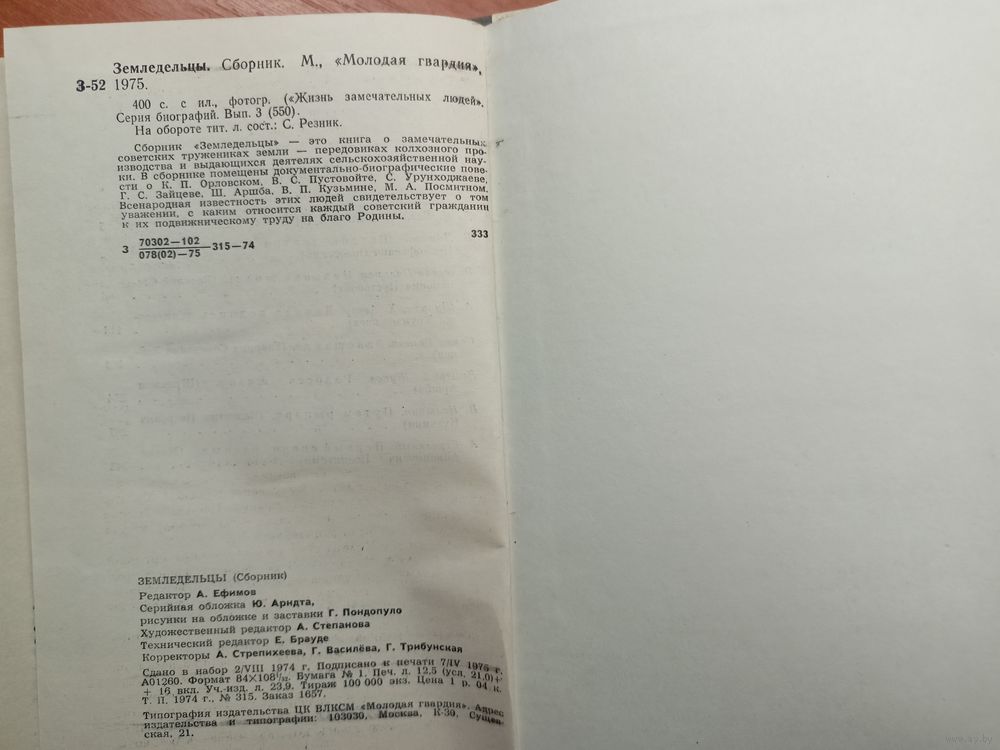 Земледельцы. Сборник. М., «Молодая гвардия»,
З-52 1975.
400 с. с ил., фотогр. («Жизнь замечательных людей».
Серия биографий. Вып. 3 (550).
На обороте тит. л. сост.: С. Резник.
Сборник «Земледельцы» — это книга о замечательных
советских тружениках земли — передовиках колхозного про-
изводства и выдающихся деятелях сельскохозяйственной нау-
ки. В сборнике помещены документально-биографические пове-
сти о К. П. Орловском, В. С. Пустовойте, С. Урунходжаеве,
Г. С. Зайцеве, Ш. Аршба, В. П. Кузьмине, М. А. Посмитном.
Всенародная известность этих людей свидетельствует о том
уважении, с каким относится каждый советский гражданин
к их подвижническому труду на благо Родины.
З 70302—102
078(02)—75 —315—74
333
ЗЕМЛЕДЕЛЬЦЫ (Сборник)
Редактор А. Ефимов
Серийная обложка Ю. Арндта,
рисунки на обложке и заставки Г. Пондопуло
Художественный редактор А. Степанова
Технический редактор Е. Брауде
Корректоры А. Стрепихеева, Г. Василёва, Г. Трибунская
Сдано в набор 2/VIII 1974 г. Подписано к печати 7/IV 1975 г.
А01260. Формат 84×108¹/₃₂. Бумага № 1. Печ. л. 12,5 (усл. 21,0)+
+ 16 вкл. Уч.-изд. л. 23,9. Тираж 100 000 экз. Цена 1 р. 04 к.
Т. П. 1974 г., № 315. Заказ 1657.
Типография издательства ЦК ВЛКСМ «Молодая гвардия». Адрес
издательства и типографии: 103030, Москва, К-30, Сущев-
ская, 21.
www.ay.by